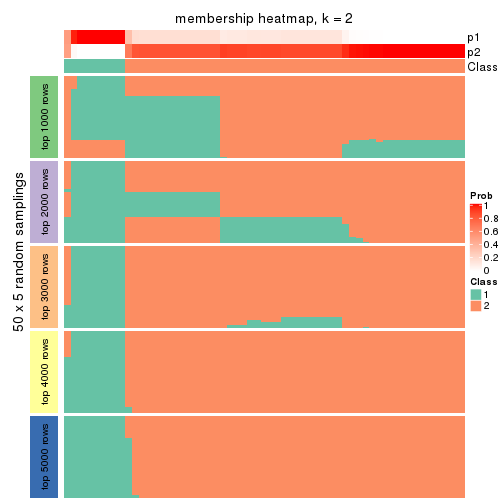 membership heatmap, k = 2
p1
p2
Class
50 x 5 random samplings
top 1000 rows
top 2000 rows
top 3000 rows
top 4000 rows
top 5000 rows
Prob
1
0.8
0.6
0.4
0.2
0
Class
1
2